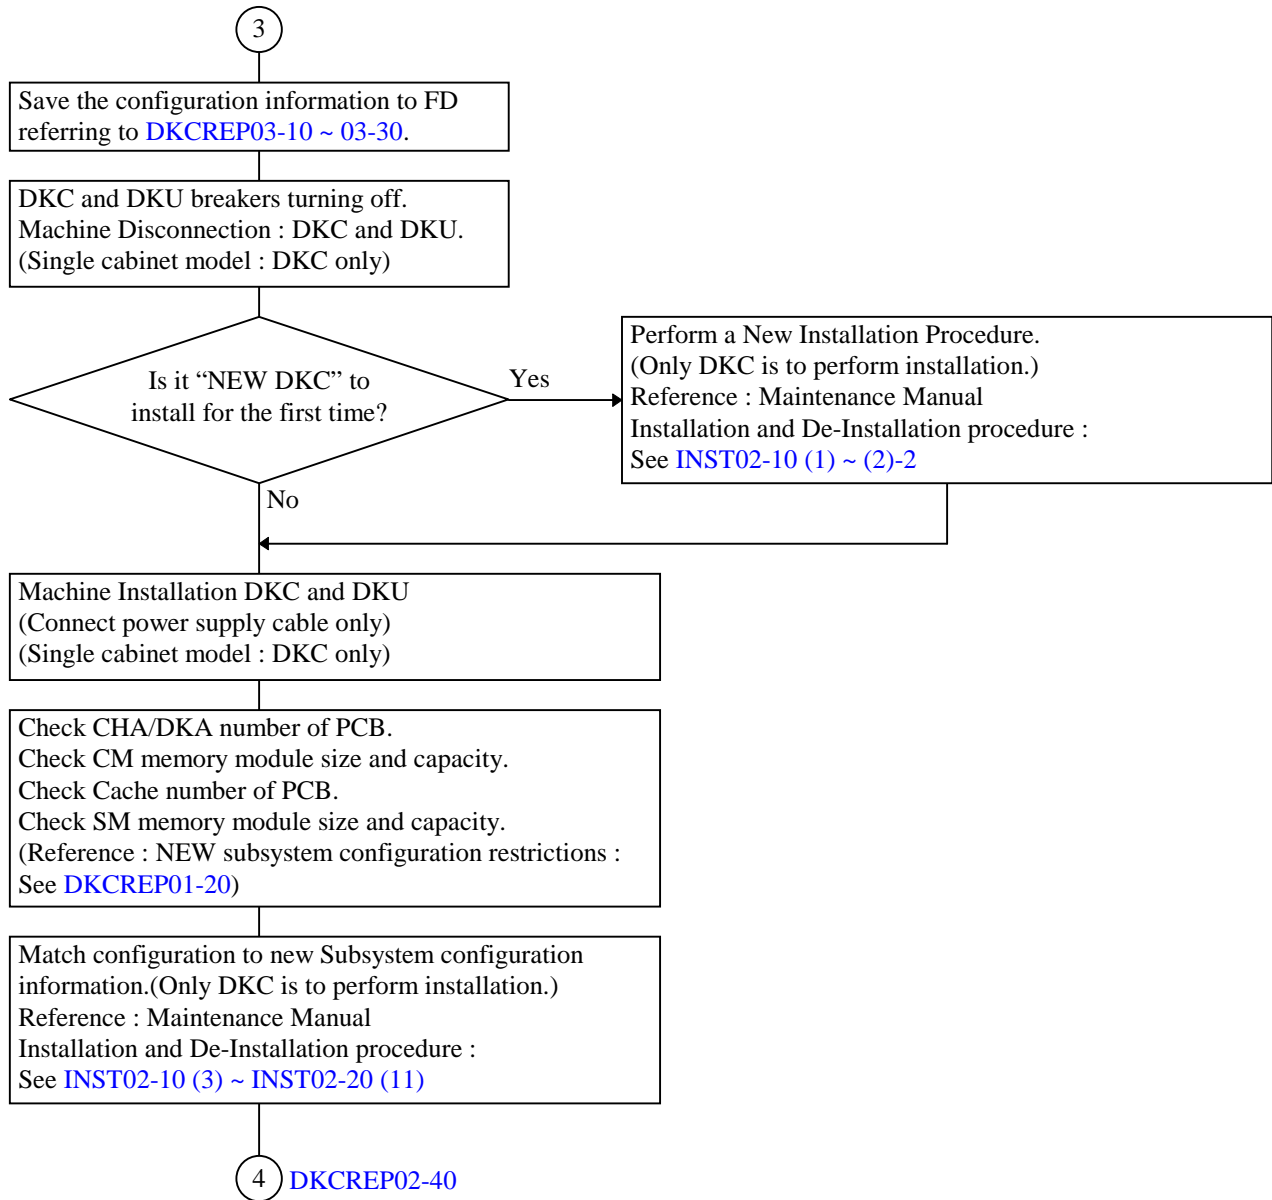 3
Save the configuration information to FD
referring to DKCREP03-10 ~ 03-30.
DKC and DKU breakers turning off.
Machine Disconnection : DKC and DKU.
(Single cabinet model : DKC only)
Is it “NEW DKC” to
install for the first time?
Yes
Perform a New Installation Procedure.
(Only DKC is to perform installation.)
Reference : Maintenance Manual
Installation and De-Installation procedure :
See INST02-10 (1) ~ (2)-2
No
Machine Installation DKC and DKU
(Connect power supply cable only)
(Single cabinet model : DKC only)
Check CHA/DKA number of PCB.
Check CM memory module size and capacity.
Check Cache number of PCB.
Check SM memory module size and capacity.
(Reference : NEW subsystem configuration restrictions :
See DKCREP01-20)
Match configuration to new Subsystem configuration
information.(Only DKC is to perform installation.)
Reference : Maintenance Manual
Installation and De-Installation procedure :
See INST02-10 (3) ~ INST02-20 (11)
4 DKCREP02-40